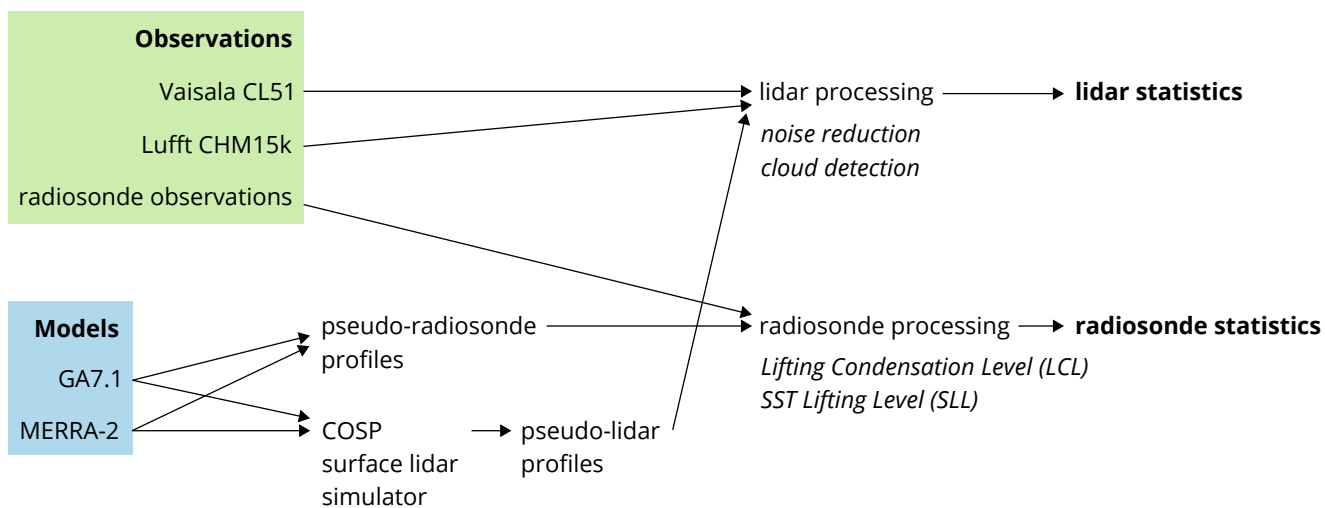 Observations
Vaisala CL51
Lufft CHM15k
radiosonde observations
lidar processing
noise reduction
cloud detection
lidar statistics
Models
GA7.1
MERRA-2
pseudo-radiosonde
profiles
COSP
surface lidar
simulator
pseudo-lidar
profiles
radiosonde processing
Lifting Condensation Level (LCL)
SST Lifting Level (SLL)
radiosonde statistics